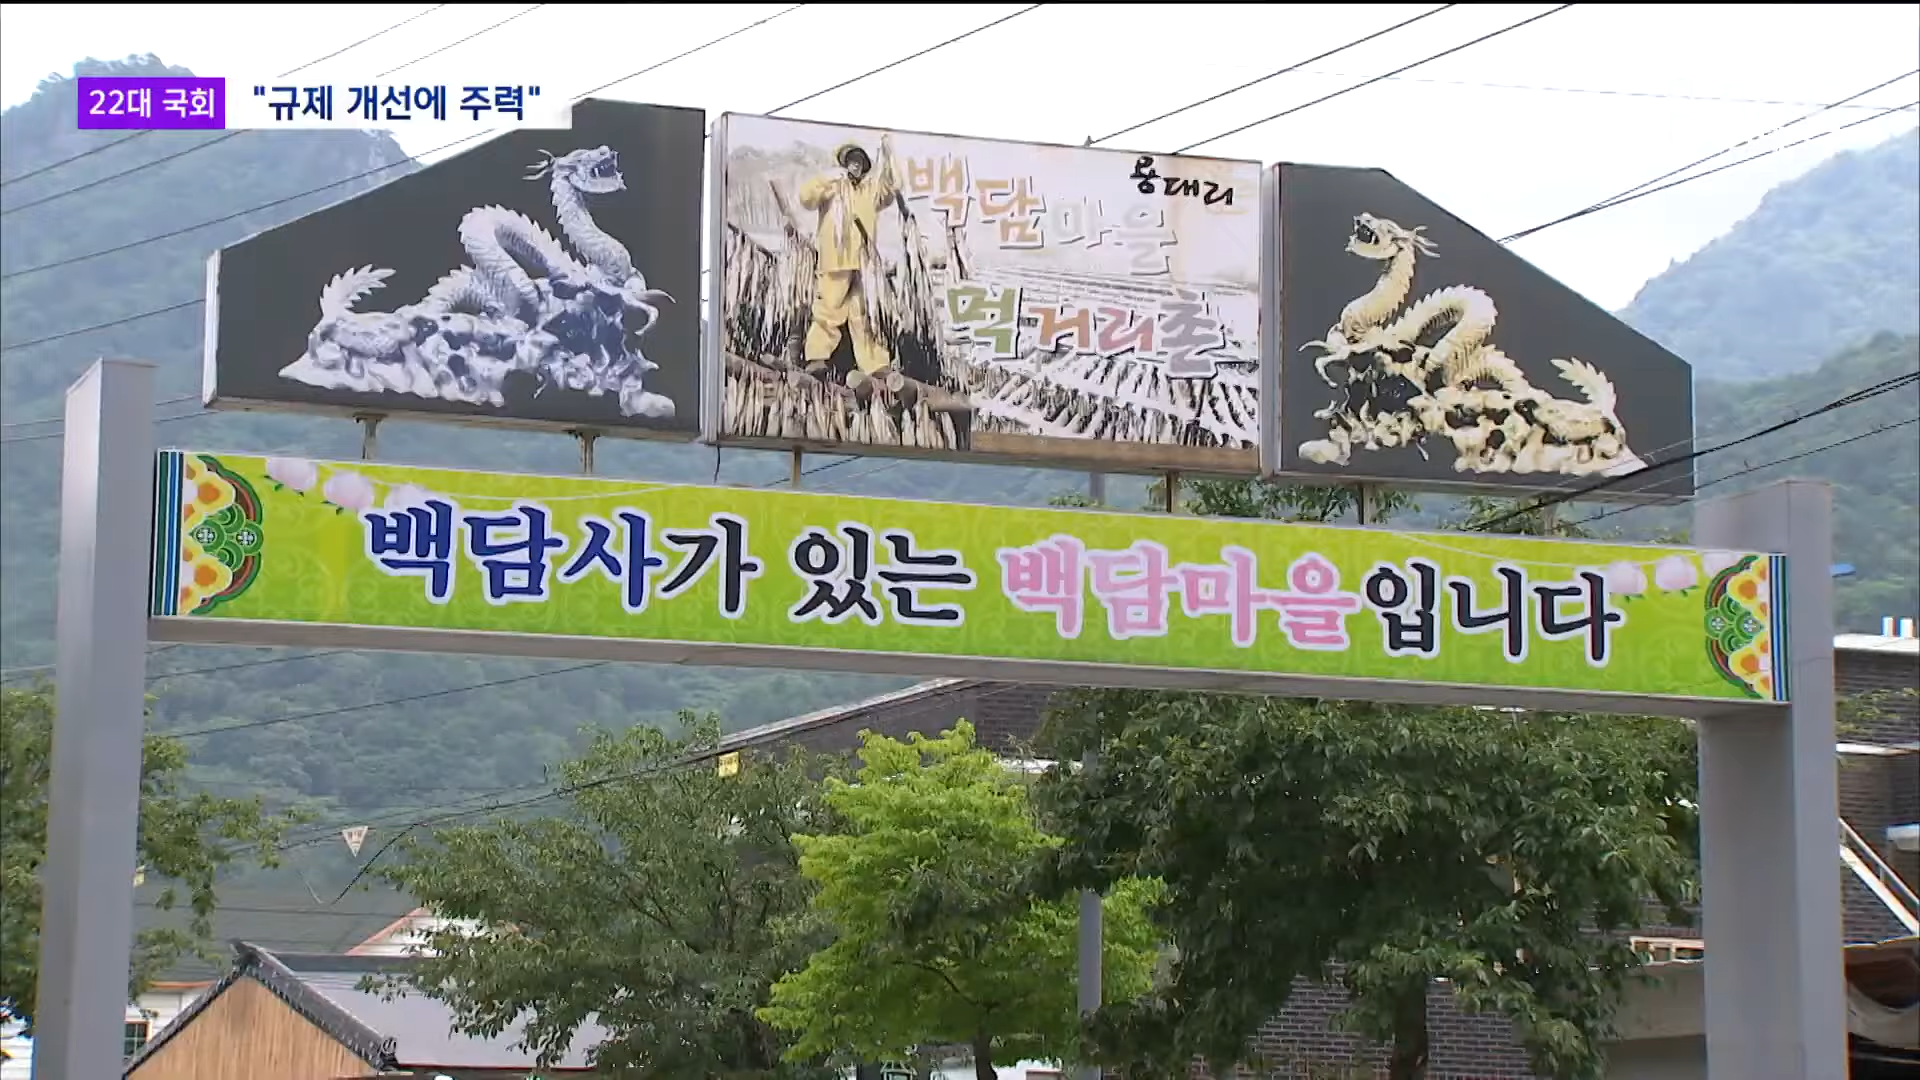 22대 국회 "규제 개선에 주력"
용대리
백담마을
먹거리촌
백담사가 있는 백담마을입니다